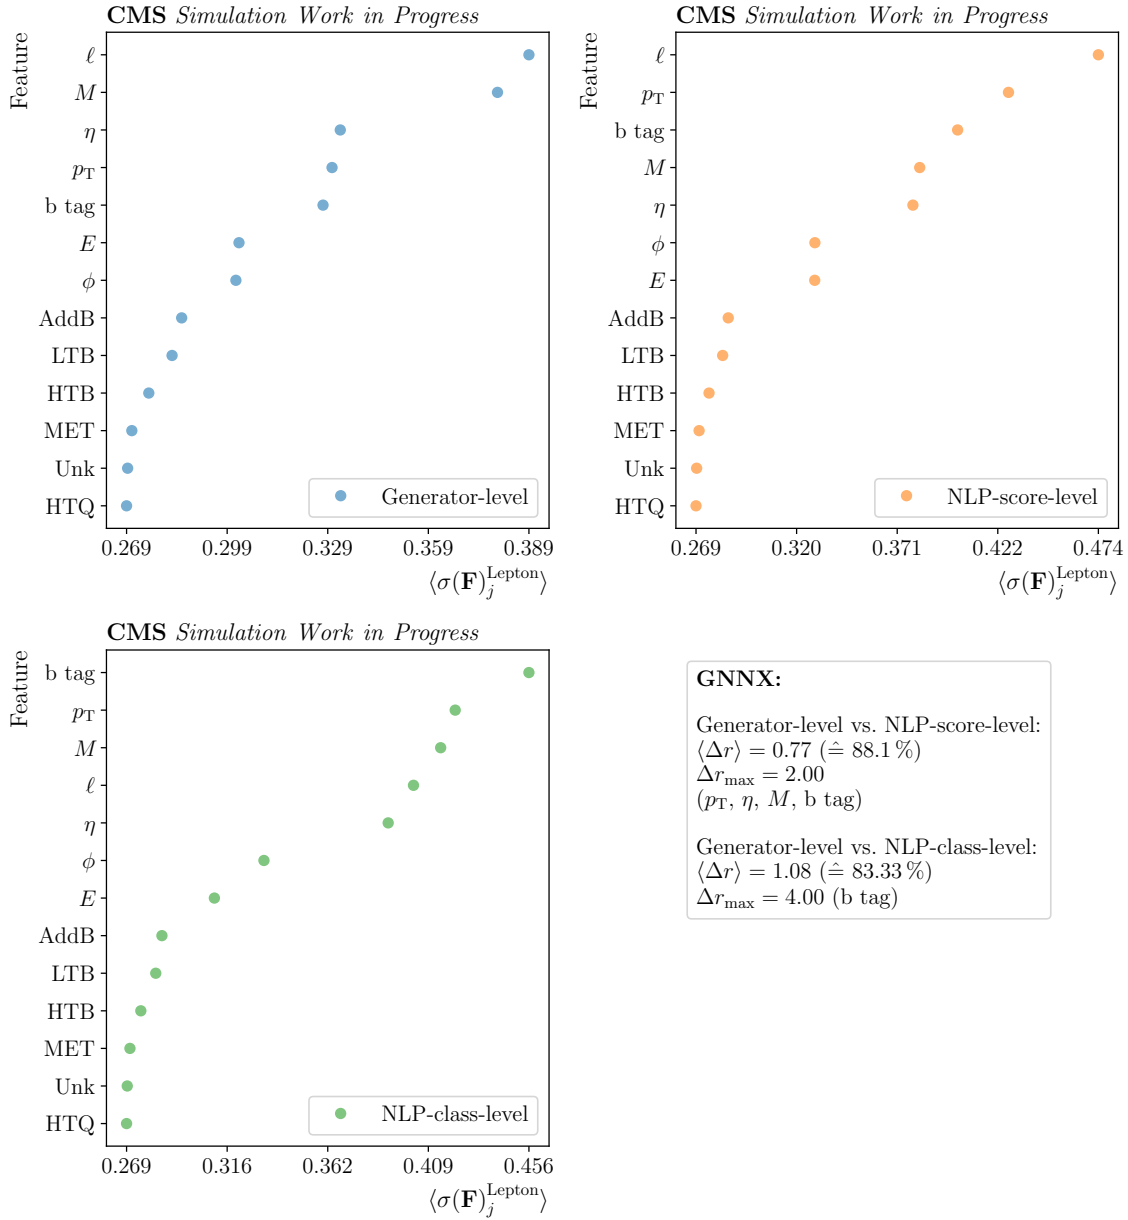 CMS Simulation Work in Progress
Feature
ℓ
M
η
pT
b tag
E
ϕ
AddB
LTB
HTB
MET
Unk
HTQ
Generator-level
0.269 0.299 0.329 0.359 0.389
⟨σ(F)jLepton⟩
CMS Simulation Work in Progress
Feature
ℓ
pT
b tag
M
η
ϕ
E
AddB
LTB
HTB
MET
Unk
HTQ
NLP-score-level
0.269 0.320 0.371 0.422 0.474
⟨σ(F)jLepton⟩
CMS Simulation Work in Progress
Feature
b tag
pT
M
ℓ
η
ϕ
E
AddB
LTB
HTB
MET
Unk
HTQ
NLP-class-level
0.269 0.316 0.362 0.409 0.456
⟨σ(F)jLepton⟩
GNNX:
Generator-level vs. NLP-score-level:
⟨Δr⟩ = 0.77 (≙ 88.1 %)
Δrmax = 2.00
(pT, η, M, b tag)
Generator-level vs. NLP-class-level:
⟨Δr⟩ = 1.08 (≙ 83.33 %)
Δrmax = 4.00 (b tag)